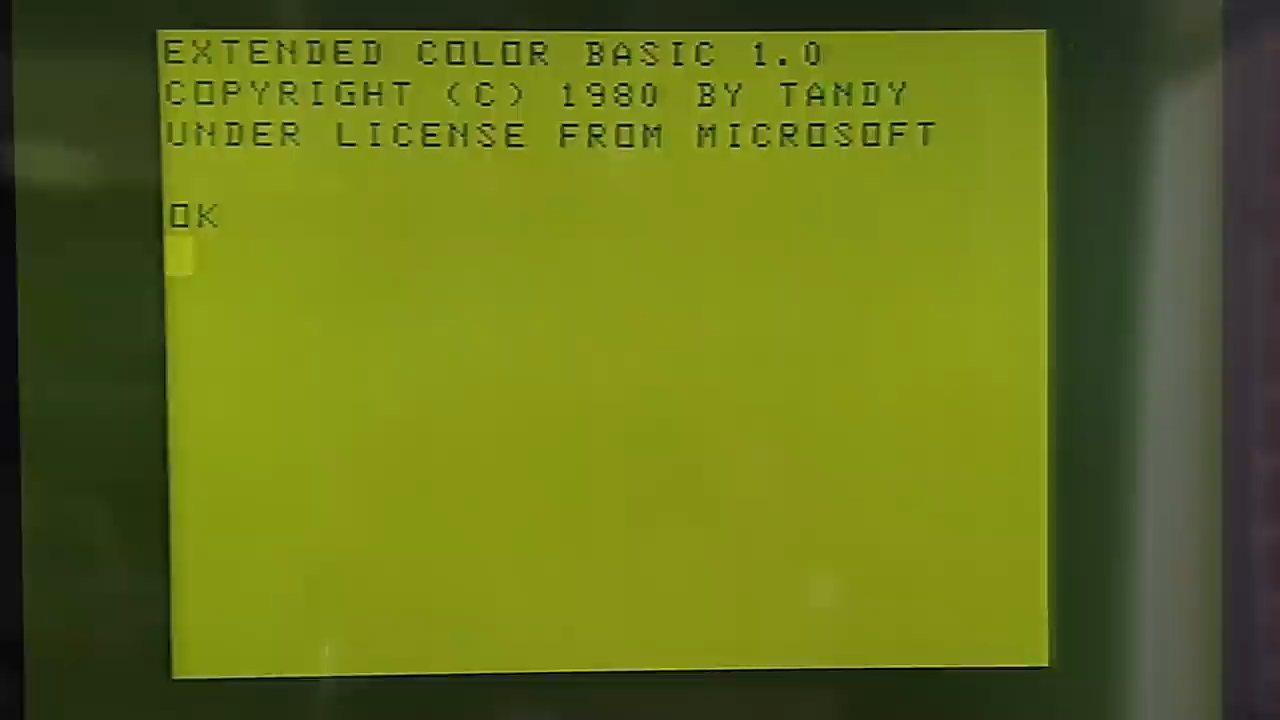 EXTENDED COLOR BASIC 1.0
COPYRIGHT (C) 1980 BY TANDY
UNDER LICENSE FROM MICROSOFT
OK